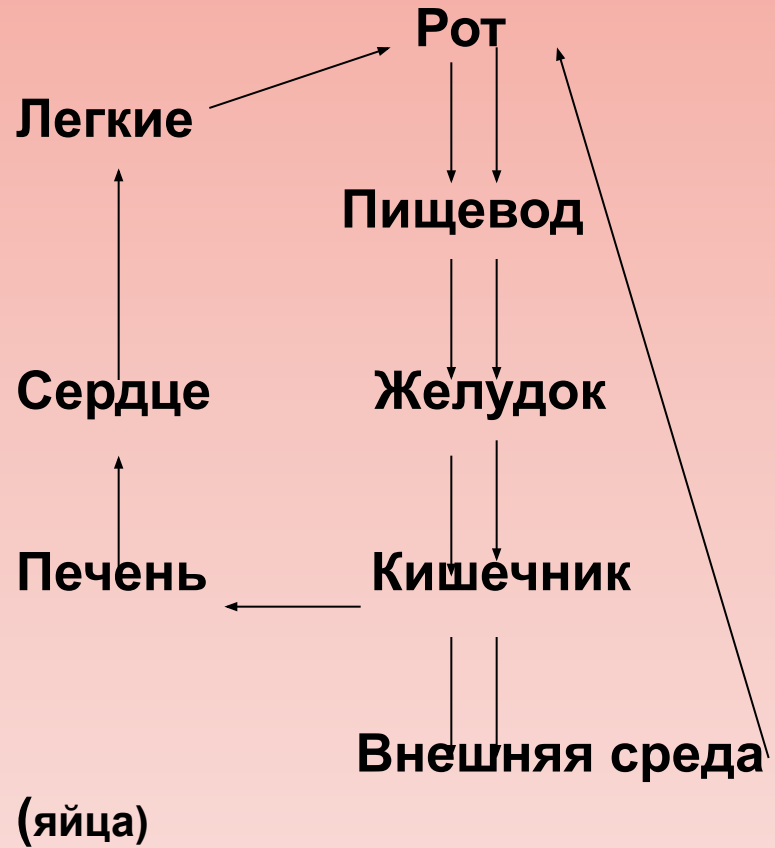 Рот
Легкие
Пищевод
Сердце
Желудок
Печень
Кишечник
Внешняя среда
(яйца)